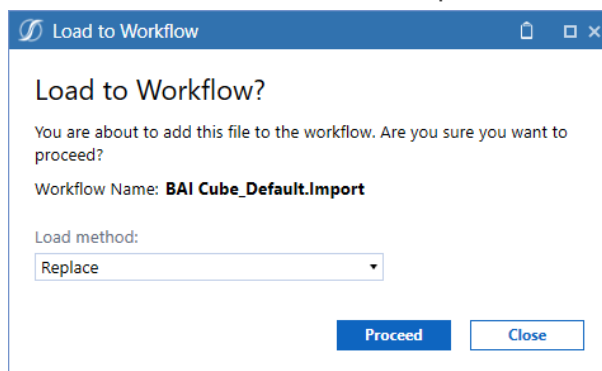 Load to Workflow
Load to Workflow?
You are about to add this file to the workflow. Are you sure you want to
proceed?
Workflow Name: BAI Cube_Default.Import
Load method:
Replace
Proceed Close